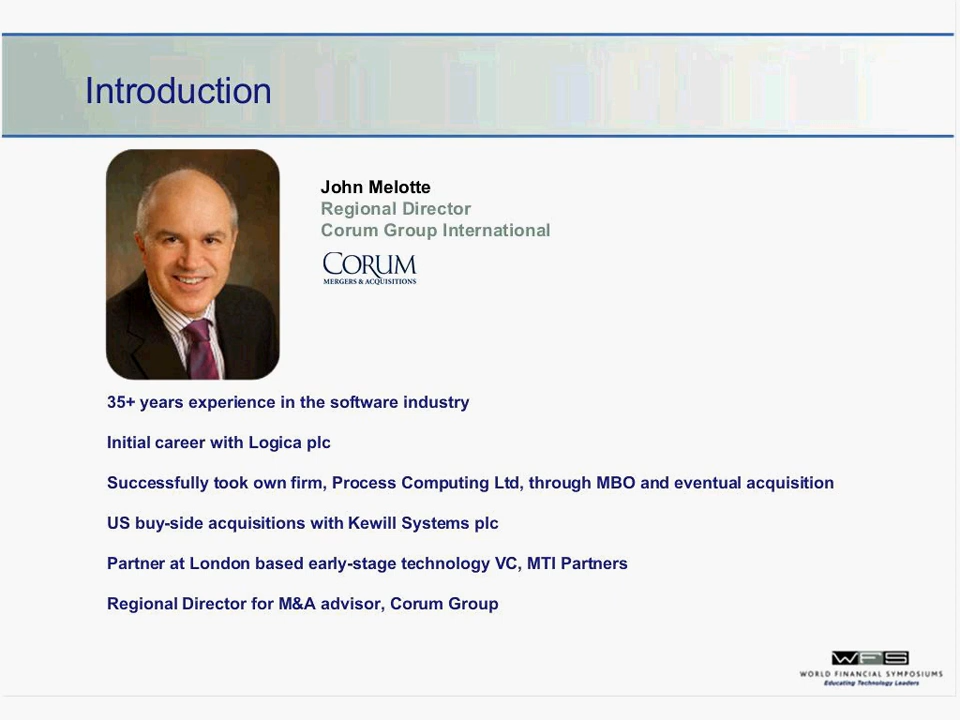 Introduction
John Melotte
Regional Director
Corum Group International
CORUM
MERGERS & ACQUISITIONS
35+ years experience in the software industry
Initial career with Logica plc
Successfully took own firm, Process Computing Ltd, through MBO and eventual acquisition
US buy-side acquisitions with Kewill Systems plc
Partner at London based early-stage technology VC, MTI Partners
Regional Director for M&A advisor, Corum Group
WFS
WORLD FINANCIAL SYMPOSIUMS
Educating Technology Leaders